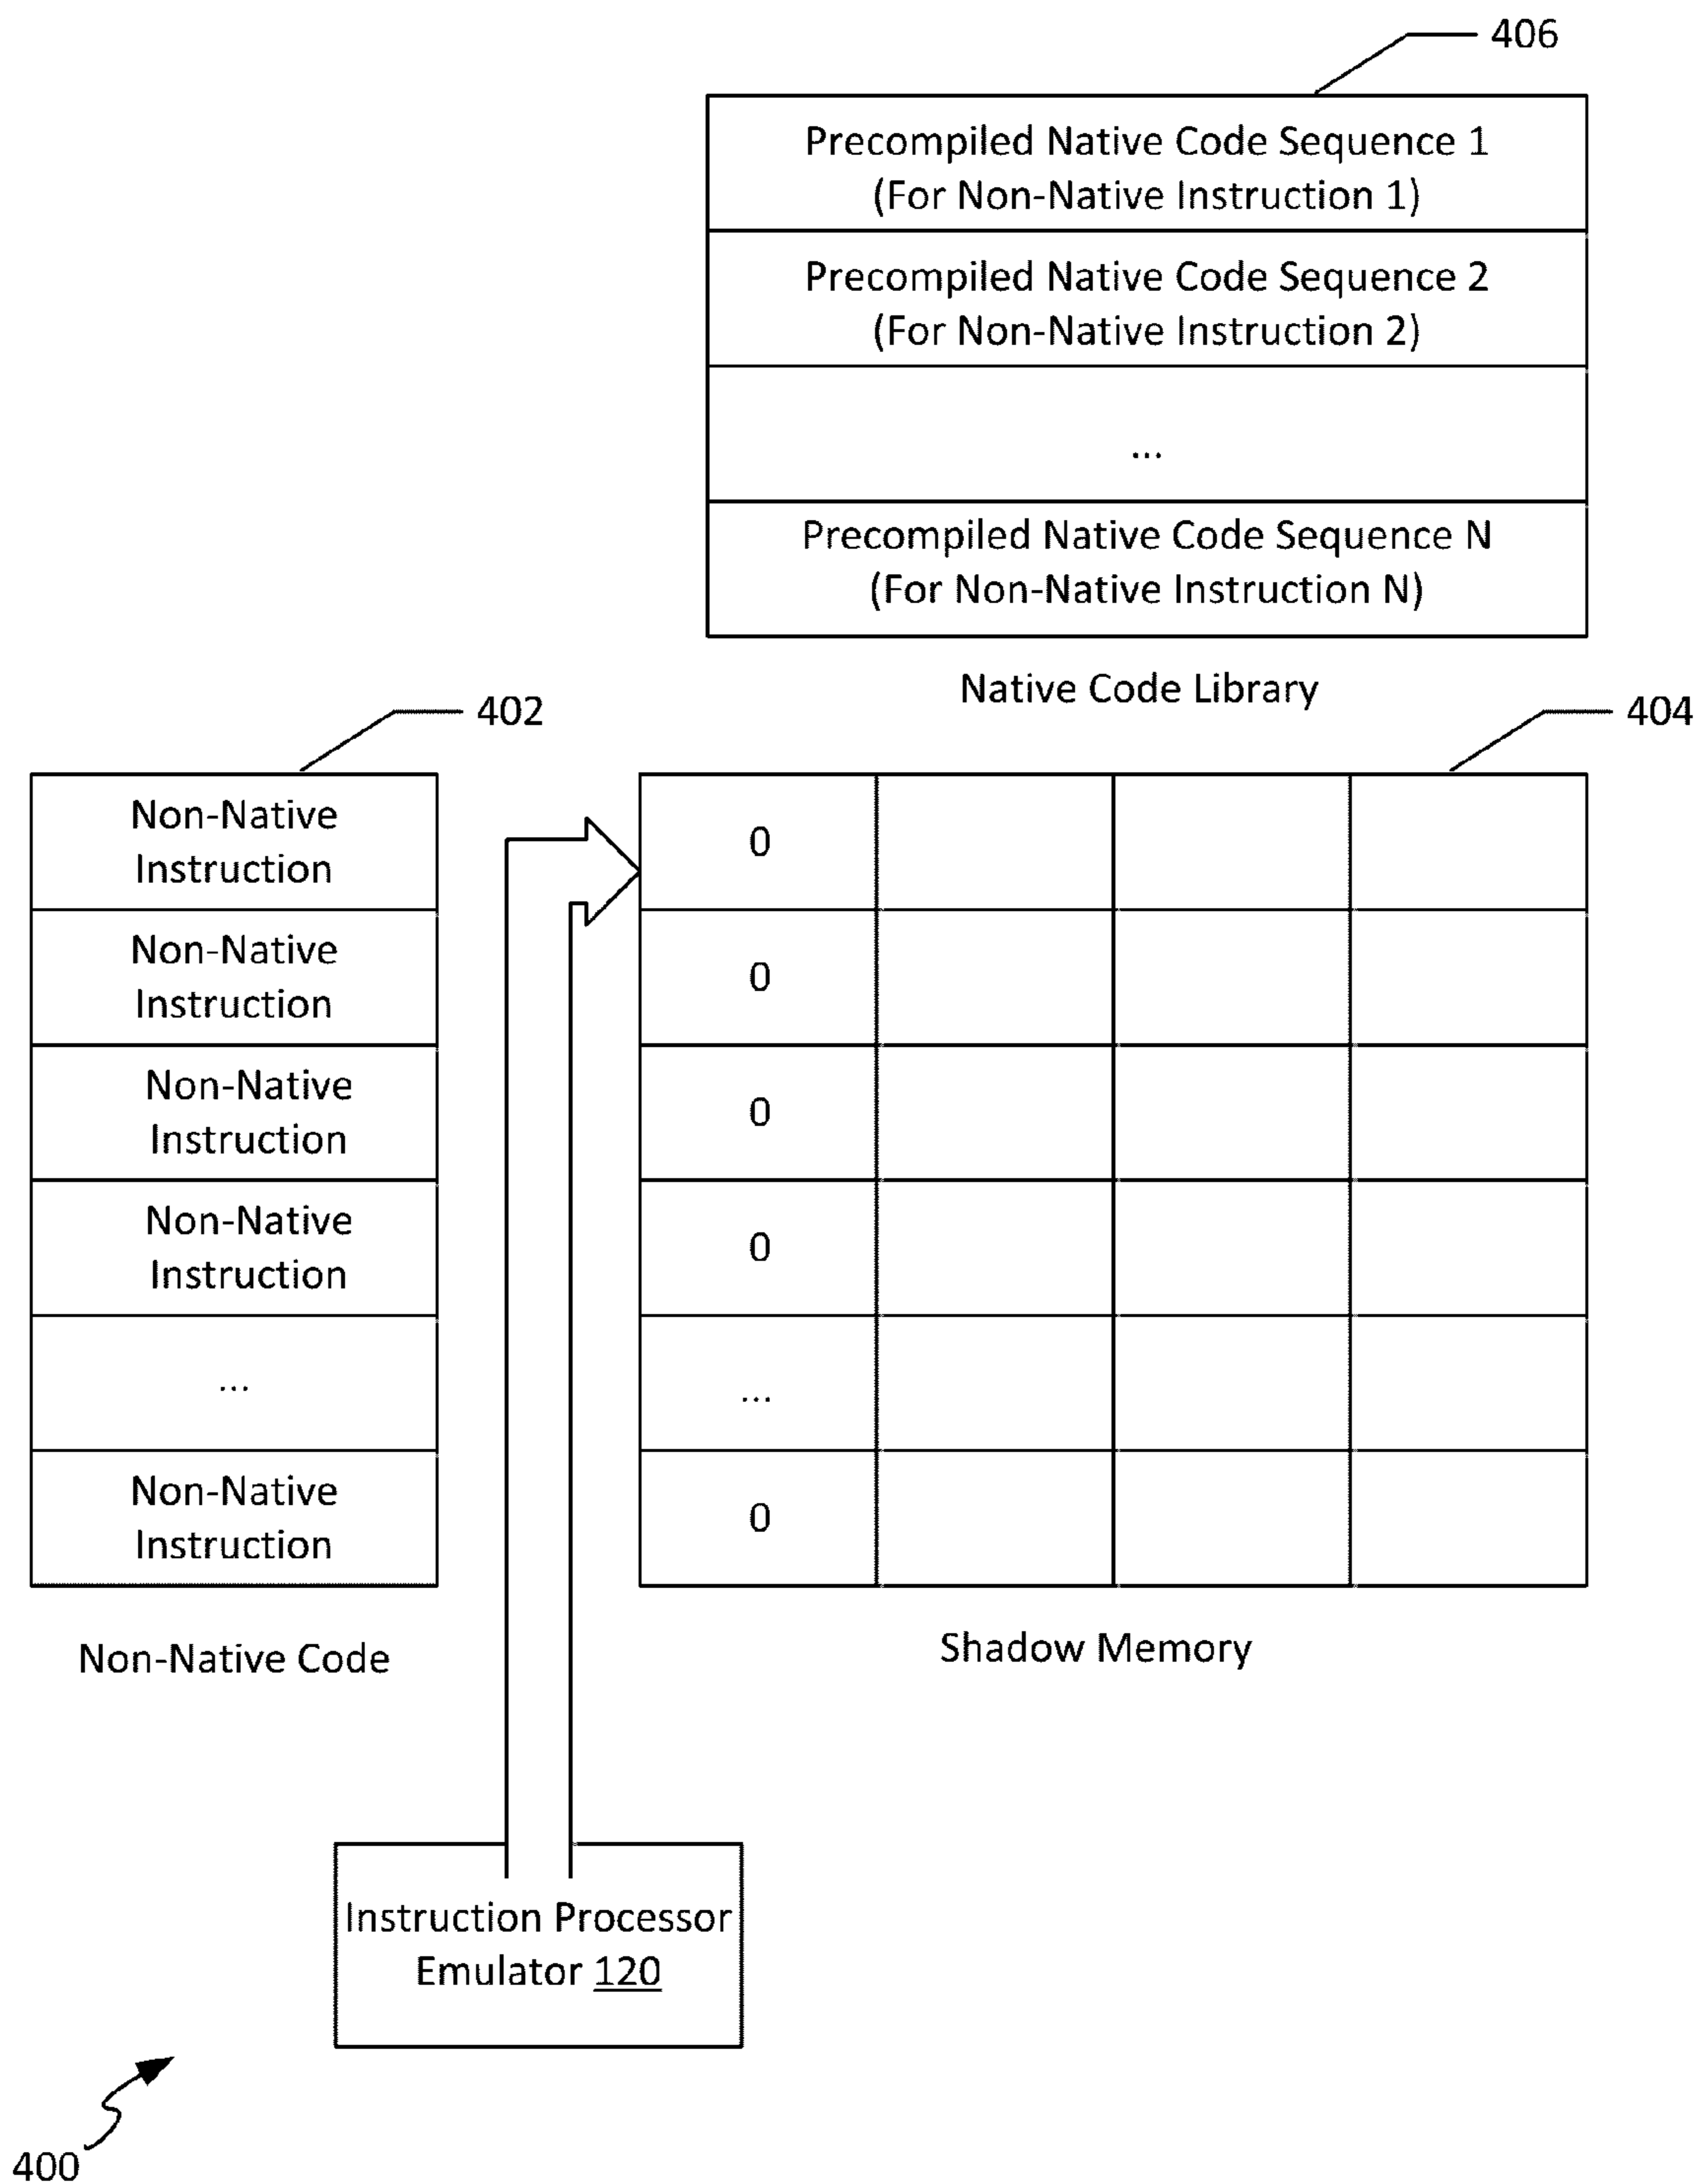 406
Precompiled Native Code Sequence 1
(For Non-Native Instruction 1)
Precompiled Native Code Sequence 2
(For Non-Native Instruction 2)
...
Precompiled Native Code Sequence N
(For Non-Native Instruction N)
Native Code Library
402
404
Non-Native
Instruction
0
Non-Native
Instruction
0
Non-Native
Instruction
0
Non-Native
Instruction
0
...
...
Non-Native
Instruction
0
Non-Native Code
Shadow Memory
Instruction Processor
Emulator 120
400